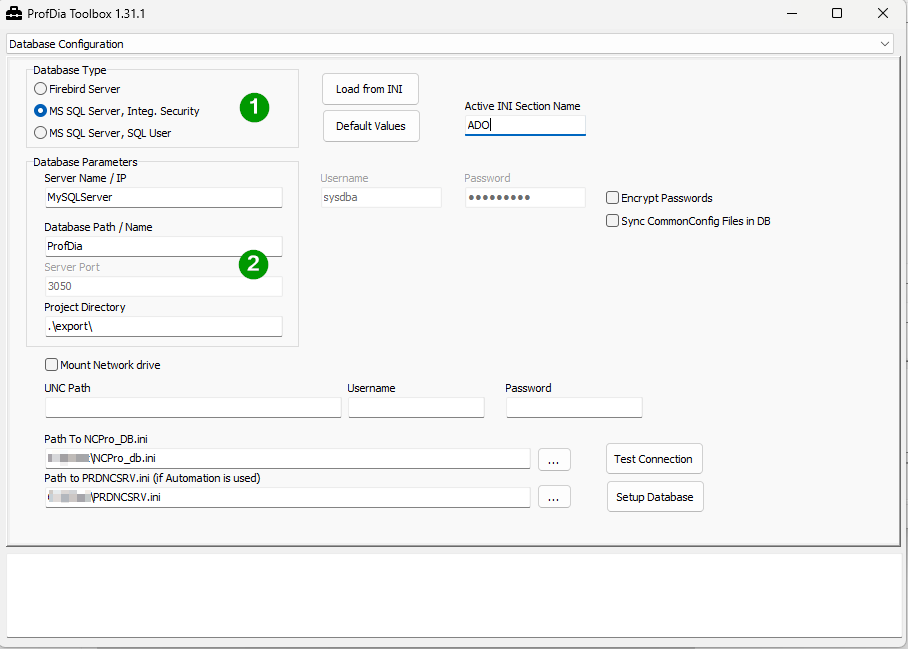 ProfDia Toolbox 1.31.1
Database Configuration
Database Type
Firebird Server
MS SQL Server, Integ. Security
MS SQL Server, SQL User
1
Load from INI
Default Values
Active INI Section Name
ADO
Database Parameters
Server Name / IP
MySQLServer
Database Path / Name
ProfDia
2
Server Port
3050
Project Directory
.\export\
Username
sysdba
Password
•••••••••
Encrypt Passwords
Sync CommonConfig Files in DB
Mount Network drive
UNC Path
Username
Password
Path To NCPro_DB.ini
\NCPro_db.ini
...
Test Connection
Path to PRDNCSRV.ini (if Automation is used)
\PRDNCSRV.ini
...
Setup Database